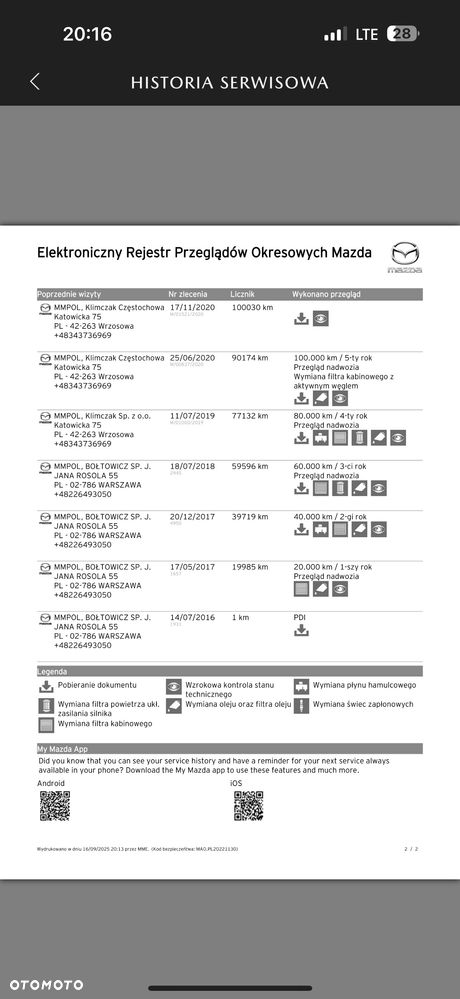 20:16
LTE
28
HISTORIA SERWISOWA
Elektroniczny Rejestr Przeglądów Okresowych Mazda
mazda
Poprzednie wizyty Nr zlecenia Licznik Wykonano przegląd
MMPOL, Klimczak Częstochowa 17/11/2020 100030 km
Katowicka 75
PL - 42-263 Wrzosowa
+48343736969
MMPOL, Klimczak Częstochowa 25/06/2020 90174 km 100.000 km / 5-ty rok
Katowicka 75 Przegląd nadwozia
PL - 42-263 Wrzosowa Wymiana filtra kabinowego z
+48343736969 aktywnym węglem
MMPOL, Klimczak Sp. z o.o. 11/07/2019 77132 km 80.000 km / 4-ty rok
Katowicka 75 Przegląd nadwozia
PL - 42-263 Wrzosowa
+48343736969
MMPOL, BOŁTOWICZ SP. J. 18/07/2018 59596 km 60.000 km / 3-ci rok
JANA ROSOLA 55 Przegląd nadwozia
PL - 02-786 WARSZAWA
+48226493050
MMPOL, BOŁTOWICZ SP. J. 20/12/2017 39719 km 40.000 km / 2-gi rok
JANA ROSOLA 55
PL - 02-786 WARSZAWA
+48226493050
MMPOL, BOŁTOWICZ SP. J. 17/05/2017 19985 km 20.000 km / 1-szy rok
JANA ROSOLA 55 Przegląd nadwozia
PL - 02-786 WARSZAWA
+48226493050
MMPOL, BOŁTOWICZ SP. J. 14/07/2016 1 km PDI
JANA ROSOLA 55
PL - 02-786 WARSZAWA
+48226493050
Legenda
Pobieranie dokumentu Wzrokowa kontrola stanu technicznego Wymiana płynu hamulcowego
Wymiana filtra powietrza ukł. zasilania silnika Wymiana oleju oraz filtra oleju Wymiana świec zapłonowych
Wymiana filtra kabinowego
My Mazda App
Did you know that you can see your service history and have a reminder for your next service always
available in your phone? Download the My Mazda app to use these features and much more.
Android iOS
Wydrukowano w dniu 16/09/2025 20:13 przez MME. (Kod bezpieczeństwa: MAO_PL20221130) 2 / 2
OTOMOTO